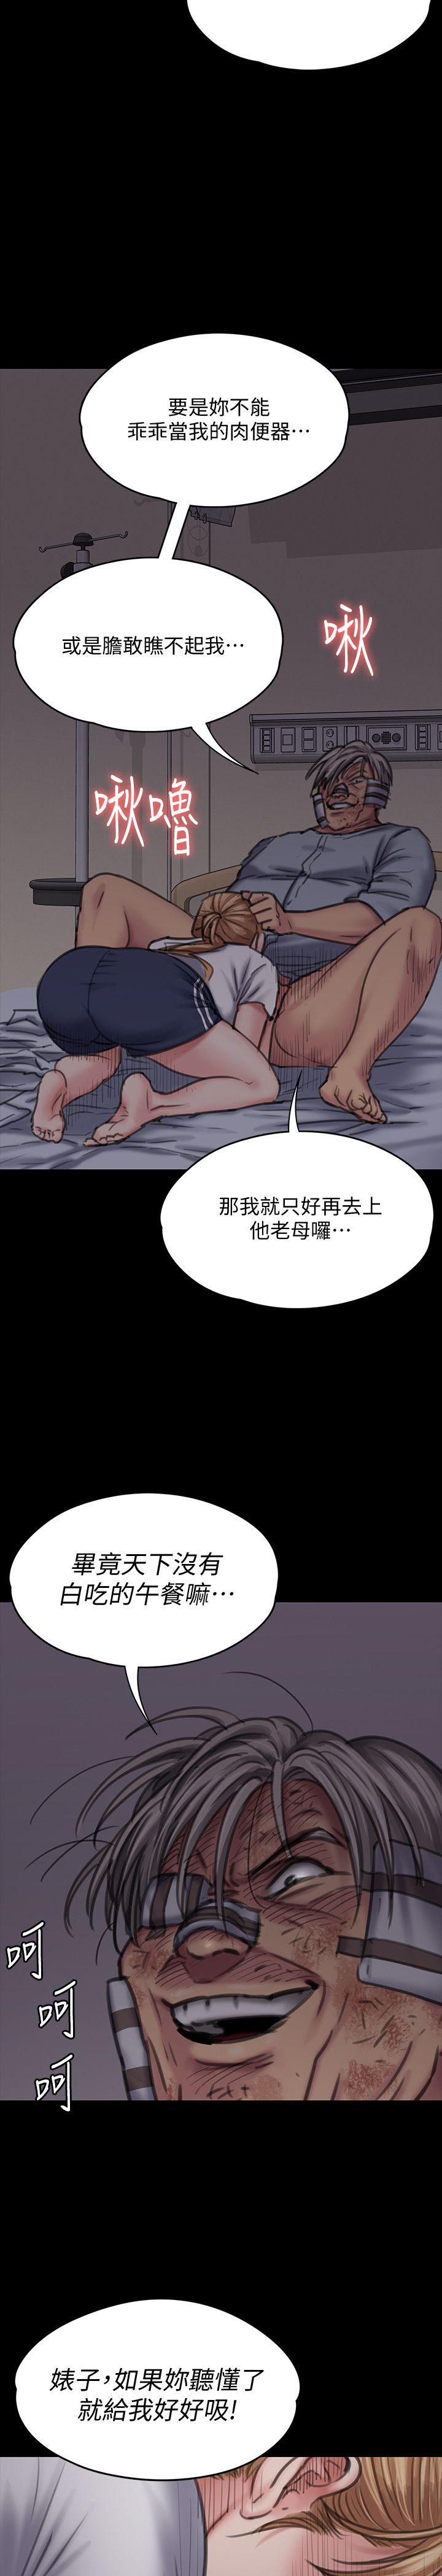 要是妳不能
乖乖當我的肉便器…
或是膽敢瞧不起我…
啾
啾嚕
那我就只好再去上
他老母囉…
畢竟天下沒有
白吃的午餐嘛…
呵
呵
呵
婊子,如果妳聽懂了
就給我好好吸!